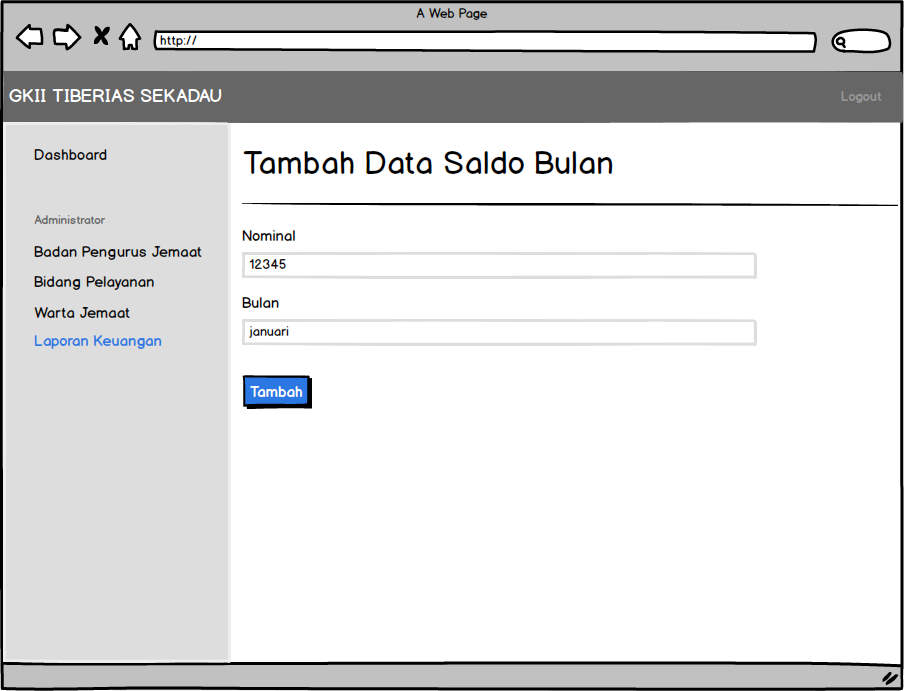 A Web Page
http://
GKII TIBERIAS SEKADAU
Logout
Dashboard
Administrator
Badan Pengurus Jemaat
Bidang Pelayanan
Warta Jemaat
Laporan Keuangan
Tambah Data Saldo Bulan
Nominal
12345
Bulan
januari
Tambah